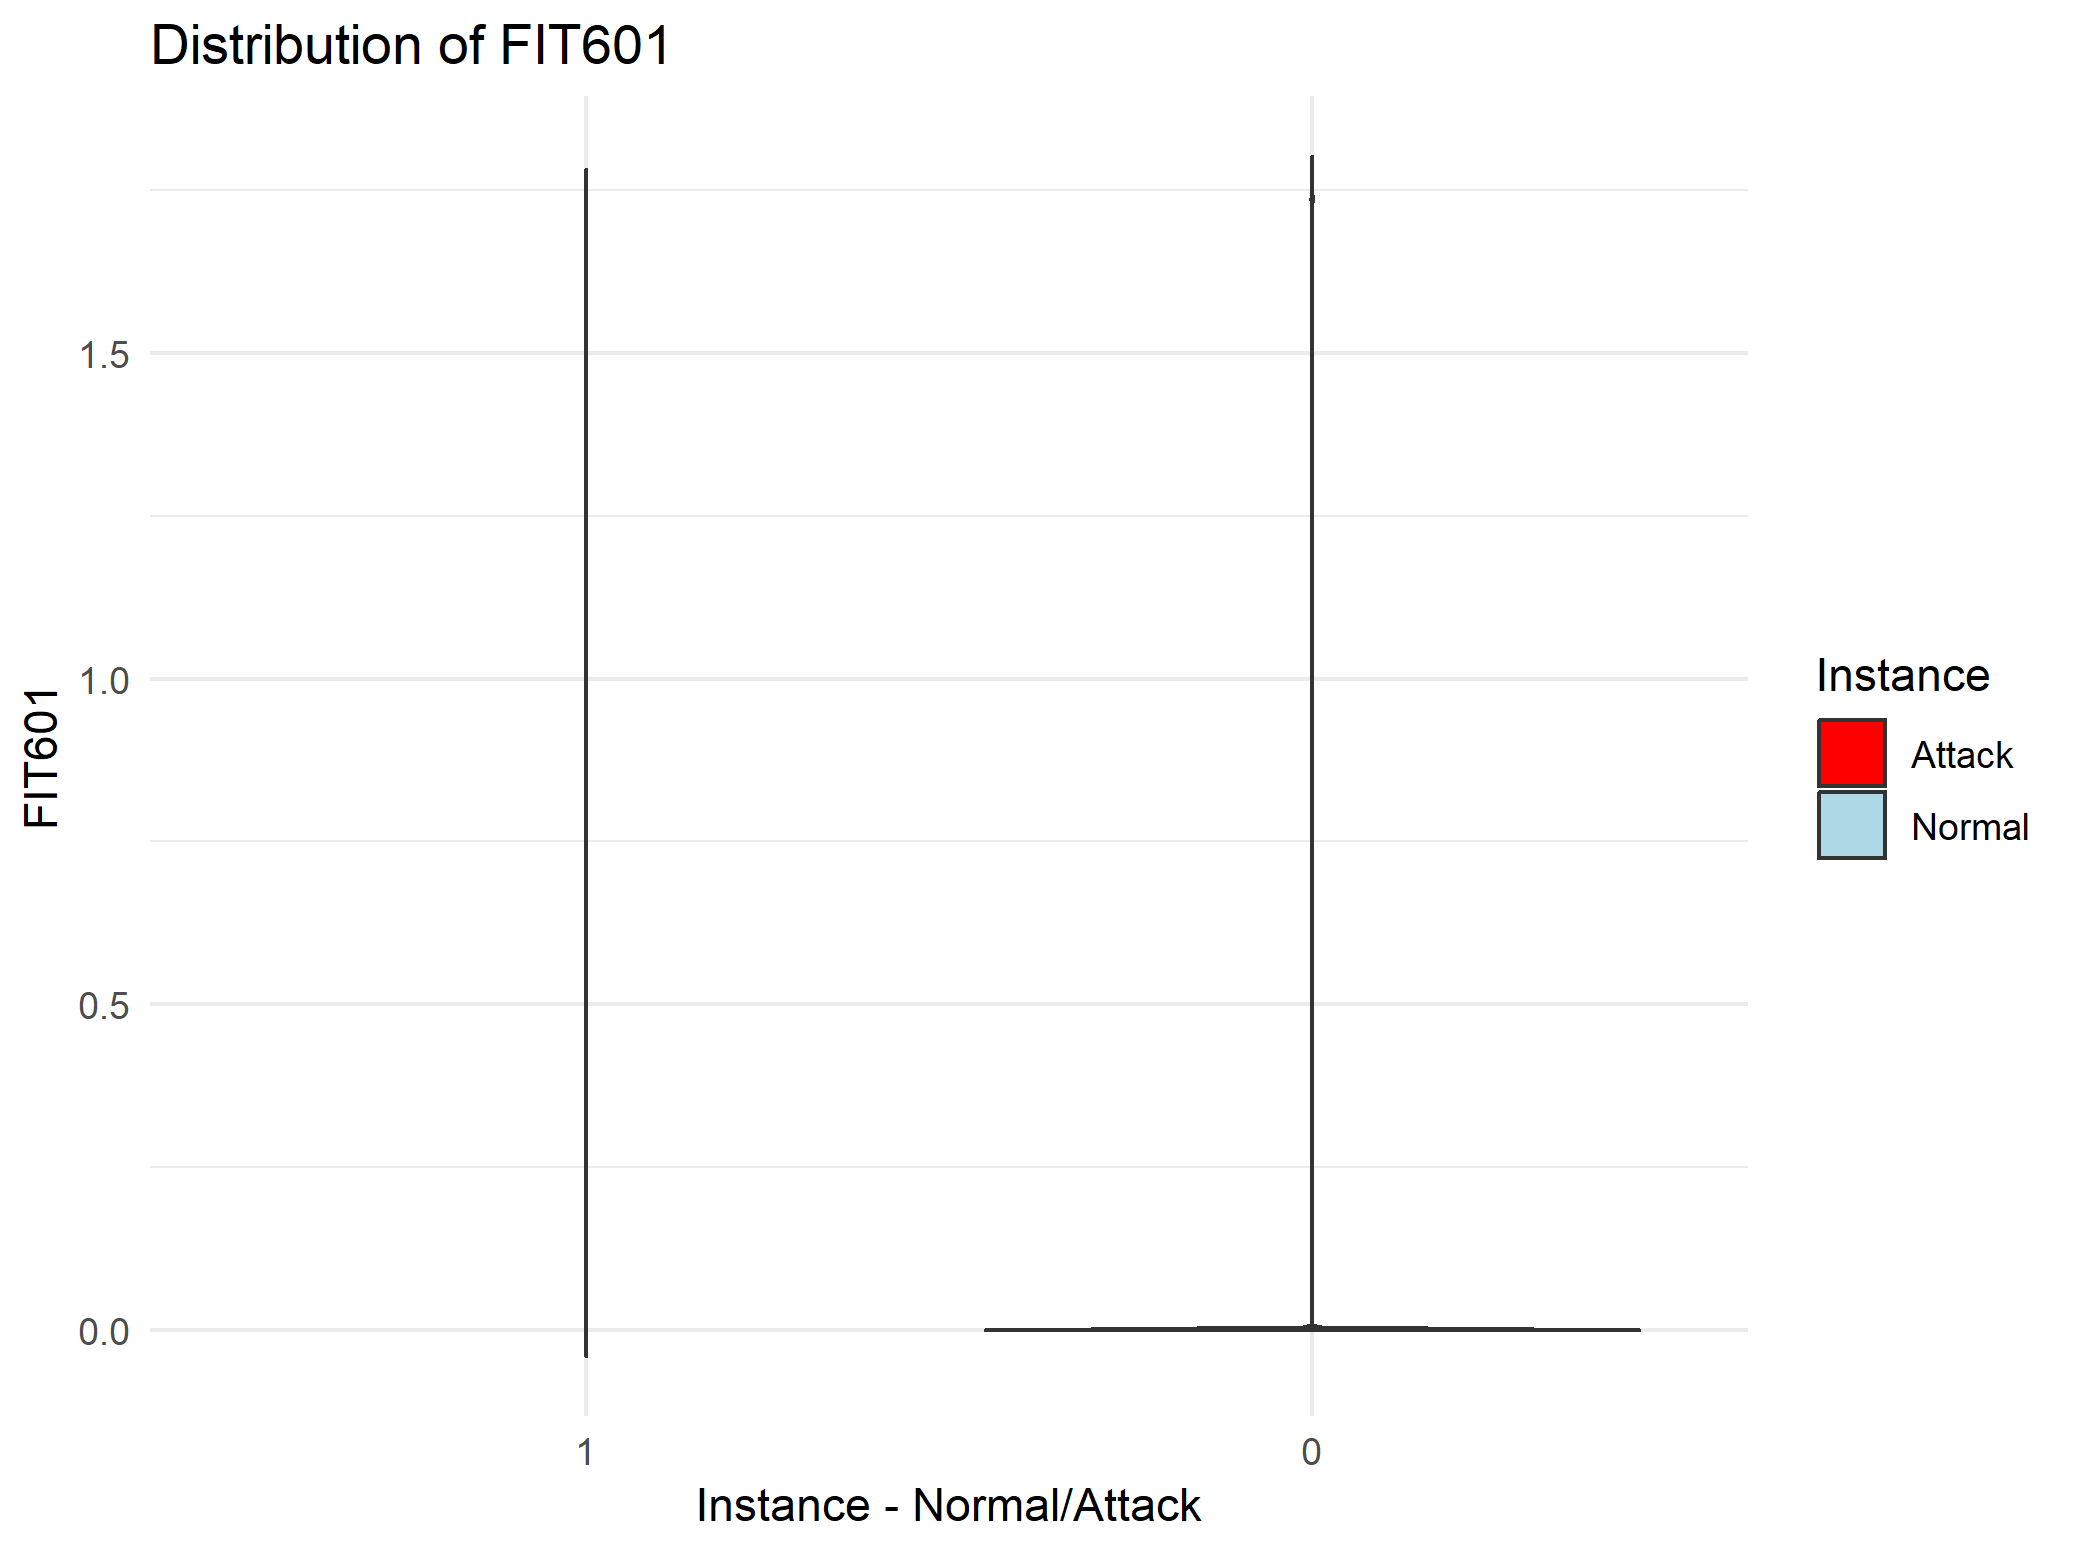 Distribution of FIT601
1.5
1.0
0.5
0.0
FIT601
1
0
Instance - Normal/Attack
Instance
Attack
Normal